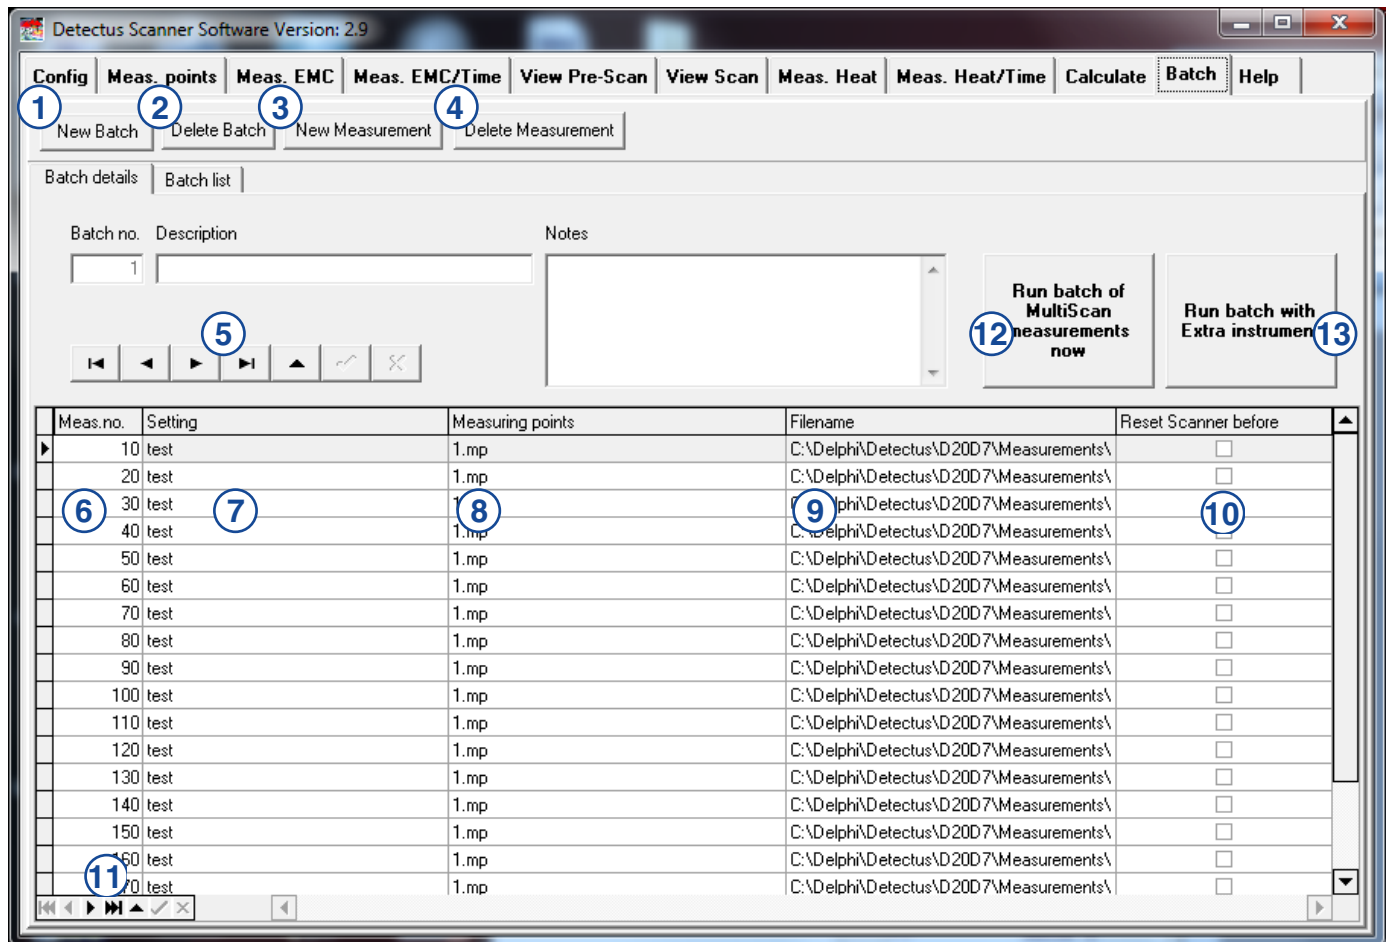 Detectus Scanner Software Version: 2.9
Config Meas. points Meas. EMC Meas. EMC/Time View Pre-Scan View Scan Meas. Heat Meas. Heat/Time Calculate Batch Help
1 2 3 4
New Batch Delete Batch New Measurement Delete Measurement
Batch details Batch list
Batch no. Description Notes
1
5
Run batch of
MultiScan
measurements
now
12
Run batch with
Extra instrument
13
Meas.no. Setting Measuring points Filename Reset Scanner before
10 test 1.mp C:\Delphi\Detectus\D20D7\Measurements\
20 test 1.mp C:\Delphi\Detectus\D20D7\Measurements\
30 test C:\Delphi\Detectus\D20D7\Measurements\
6 7 8 9 10
40 test 1.mp C:\Delphi\Detectus\D20D7\Measurements\
50 test 1.mp C:\Delphi\Detectus\D20D7\Measurements\
60 test 1.mp C:\Delphi\Detectus\D20D7\Measurements\
70 test 1.mp C:\Delphi\Detectus\D20D7\Measurements\
80 test 1.mp C:\Delphi\Detectus\D20D7\Measurements\
90 test 1.mp C:\Delphi\Detectus\D20D7\Measurements\
100 test 1.mp C:\Delphi\Detectus\D20D7\Measurements\
110 test 1.mp C:\Delphi\Detectus\D20D7\Measurements\
120 test 1.mp C:\Delphi\Detectus\D20D7\Measurements\
130 test 1.mp C:\Delphi\Detectus\D20D7\Measurements\
140 test 1.mp C:\Delphi\Detectus\D20D7\Measurements\
150 test 1.mp C:\Delphi\Detectus\D20D7\Measurements\
160 test 1.mp C:\Delphi\Detectus\D20D7\Measurements\
11
170 test 1.mp C:\Delphi\Detectus\D20D7\Measurements\